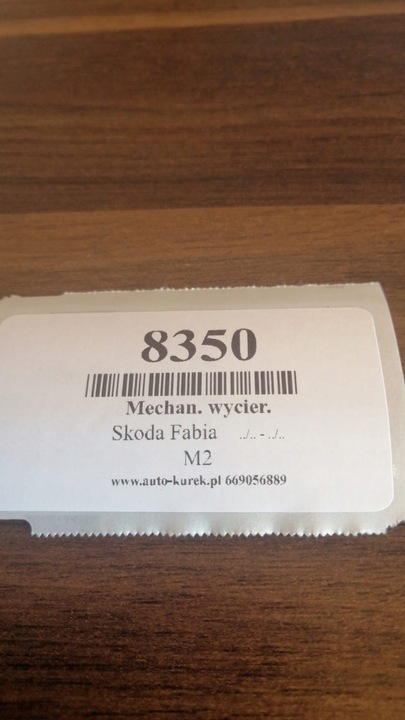 8350
Mechan. wycier.
Skoda Fabia ../.. - ../..
M2
www.auto-kurek.pl 669056889